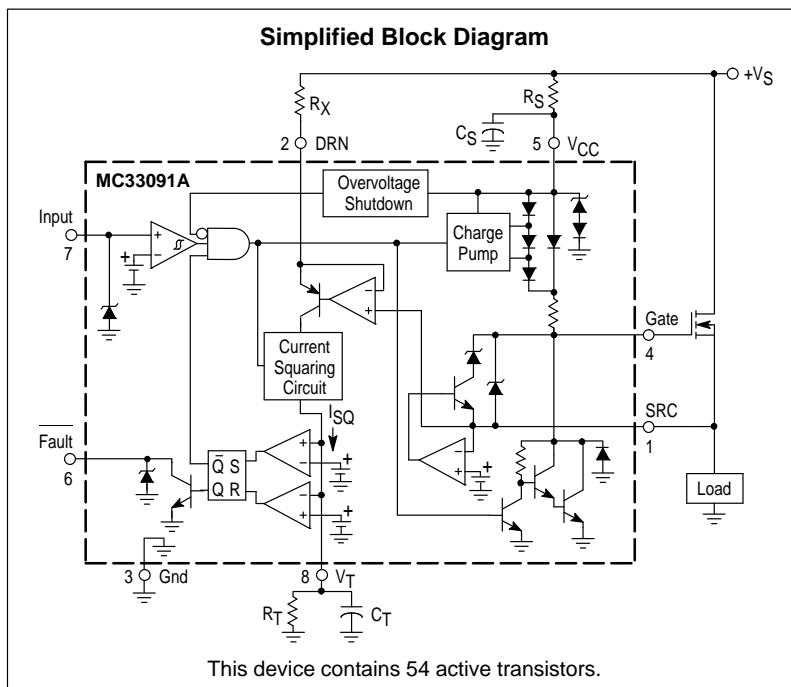 Simplified Block Diagram
+VS
RX
RS
CS
2 DRN
5 VCC
MC33091A
Overvoltage
Shutdown
Input
7
+
−
Charge
Pump
−
+
Gate
4
Current
Squaring
Circuit
ISQ
SRC
1
Fault
6
Q̅ S
Q R
+
−
+
−
+
+
−
+
−
+
+
Load
3 Gnd
8 VT
RT
CT
This device contains 54 active transistors.